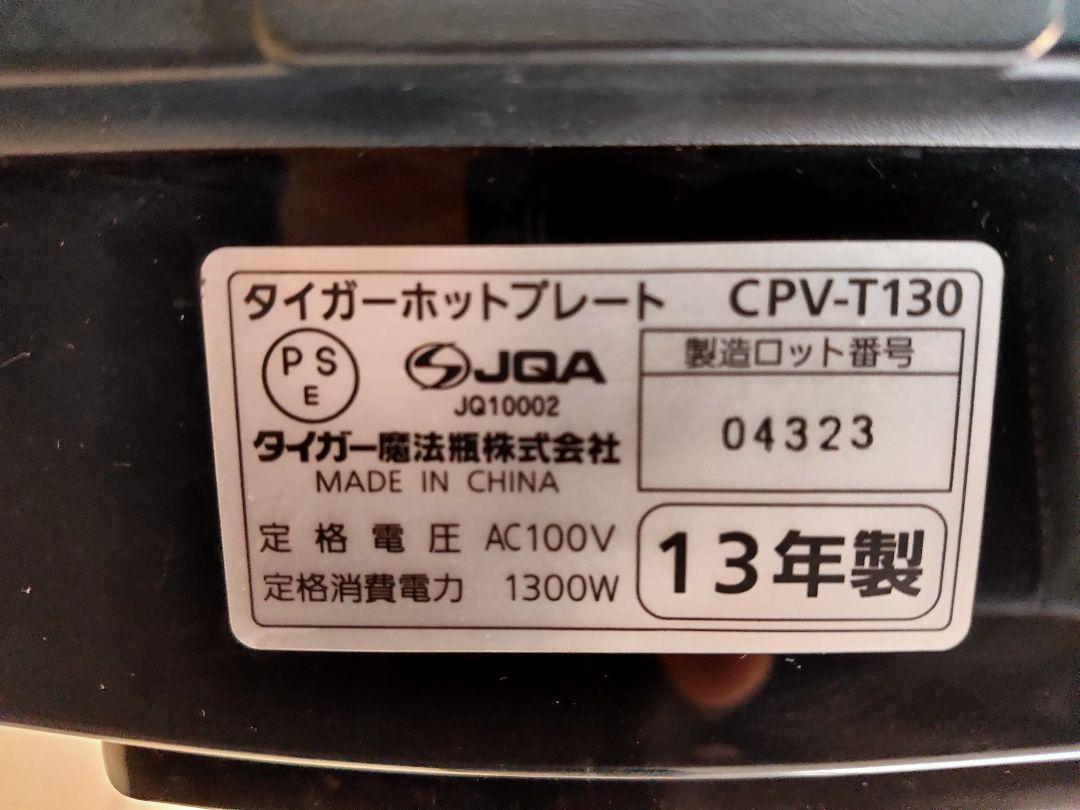 タイガーホットプレート CPV-T130
PS
E
JQA
JQ10002
製造ロット番号
04323
タイガー魔法瓶株式会社
MADE IN CHINA
定格電圧 AC100V
定格消費電力 1300W
13年製